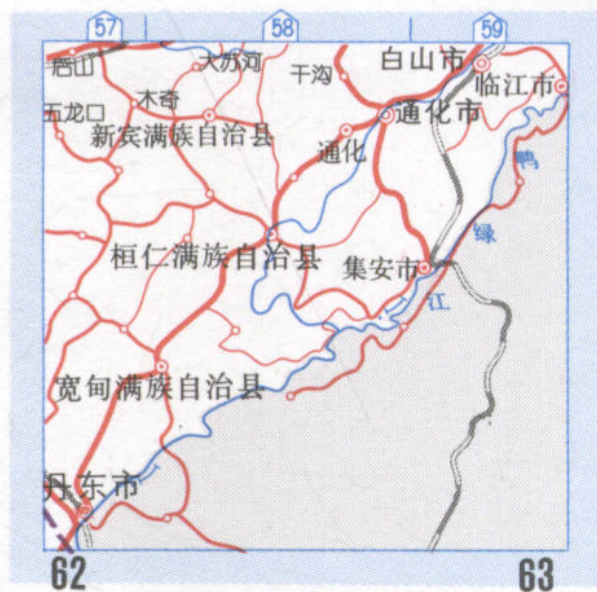 57
58
59
白山市
大苏河
干沟
临江市
木奇
五龙口
通化市
新宾满族自治县
通化
鸭
绿
江
桓仁满族自治县
集安市
宽甸满族自治县
丹东市
62
63